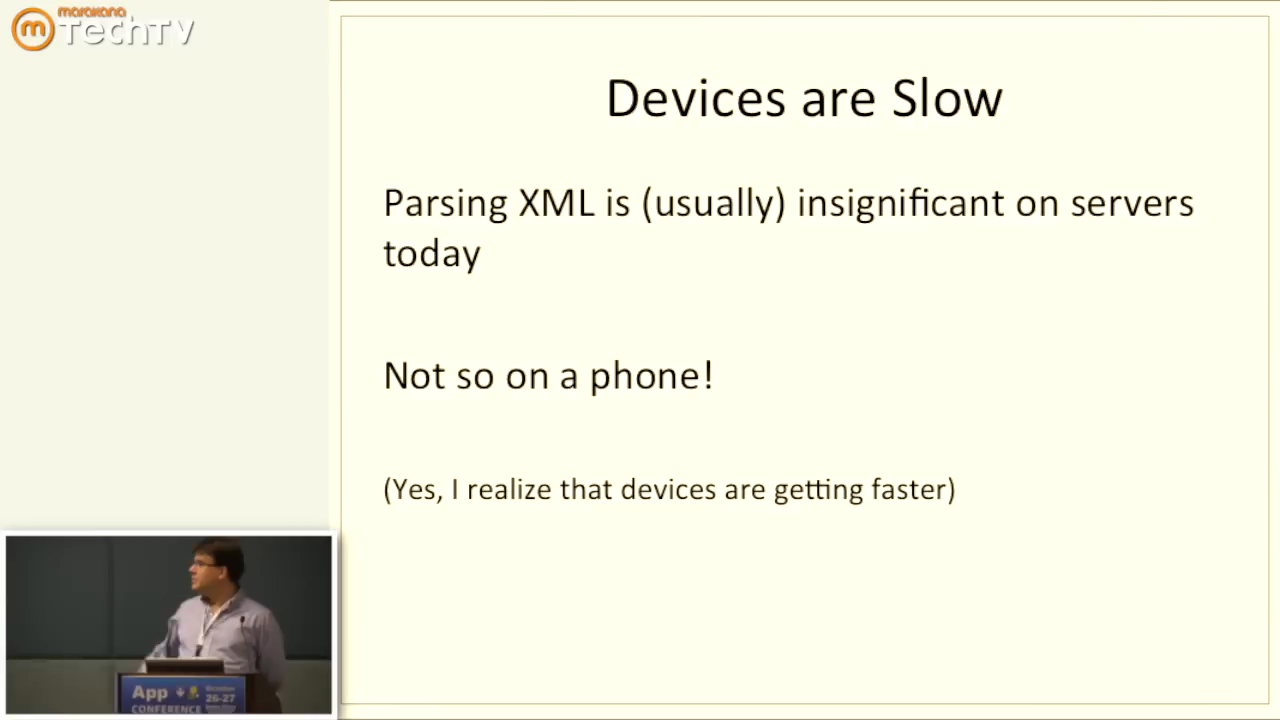 marakana
TechTV
Devices are Slow
Parsing XML is (usually) insignificant on servers
today
Not so on a phone!
(Yes, I realize that devices are getting faster)
App
26-27
CONFERENCE